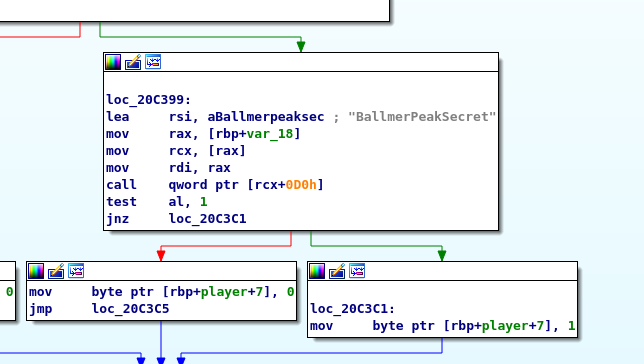 loc_20C399:
lea rsi, aBallmerpeaksec ; "BallmerPeakSecret"
mov rax, [rbp+var_18]
mov rcx, [rax]
mov rdi, rax
call qword ptr [rcx+0D0h]
test al, 1
jnz loc_20C3C1
0
mov byte ptr [rbp+player+7], 0
jmp loc_20C3C5
loc_20C3C1:
mov byte ptr [rbp+player+7], 1